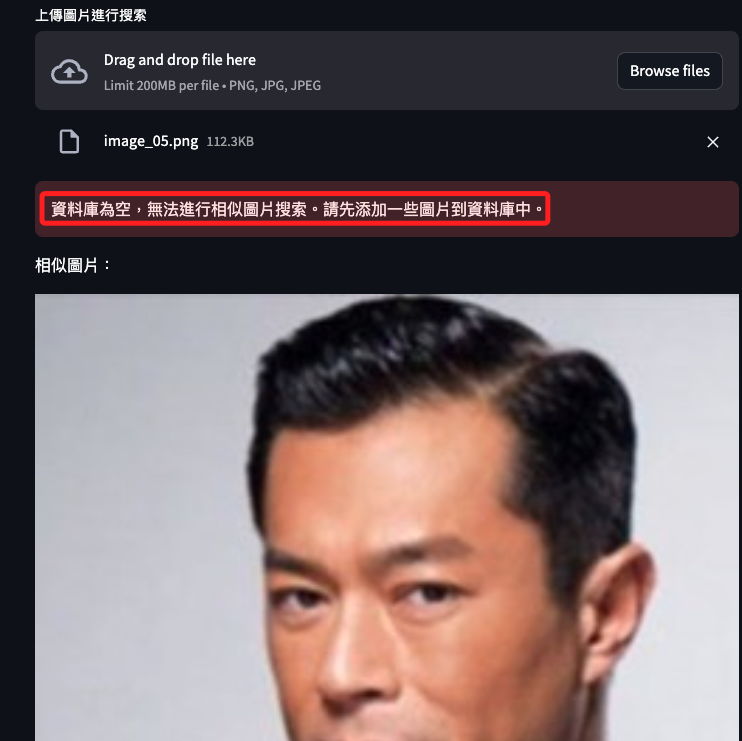 上傳圖片進行搜索
Drag and drop file here
Limit 200MB per file • PNG, JPG, JPEG
Browse files
image_05.png 112.3KB
資料庫為空，無法進行相似圖片搜索。請先添加一些圖片到資料庫中。
相似圖片：